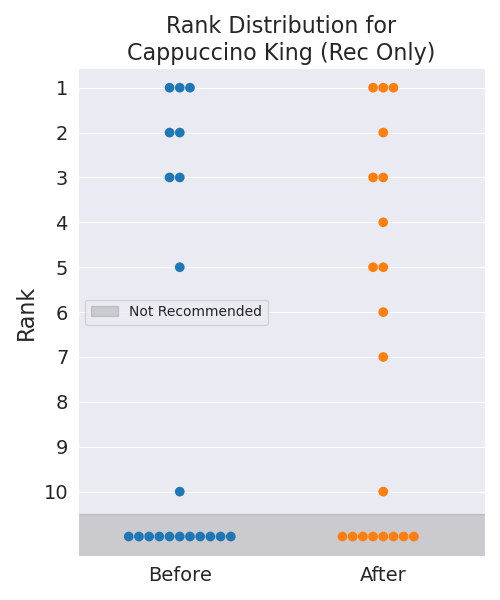 Rank Distribution for
Cappuccino King (Rec Only)
1
2
3
4
5
6
7
8
9
10
Rank
Not Recommended
Before
After